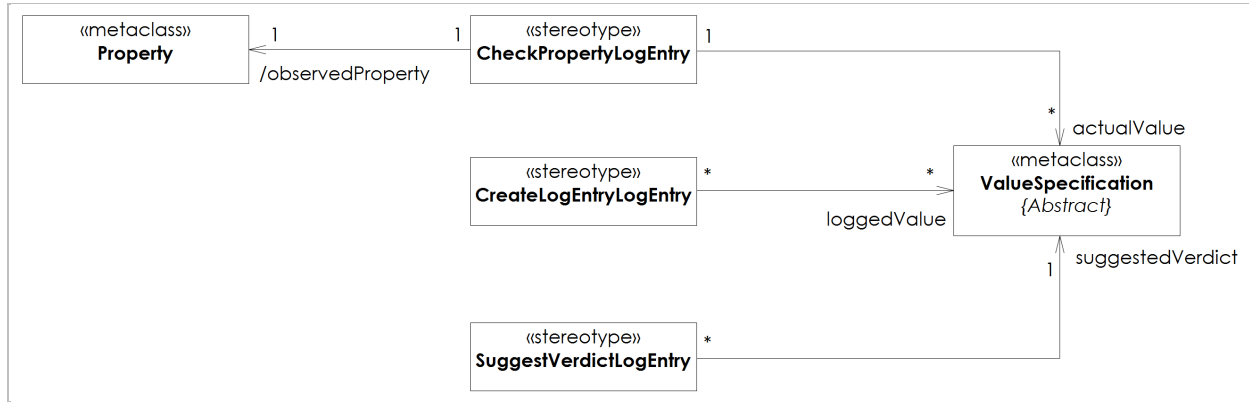 «metaclass»
Property
1
1
/observedProperty
«stereotype»
CheckPropertyLogEntry
1
*
actualValue
«stereotype»
CreateLogEntryLogEntry
*
*
loggedValue
«metaclass»
ValueSpecification
{Abstract}
suggestedVerdict
1
«stereotype»
SuggestVerdictLogEntry
*